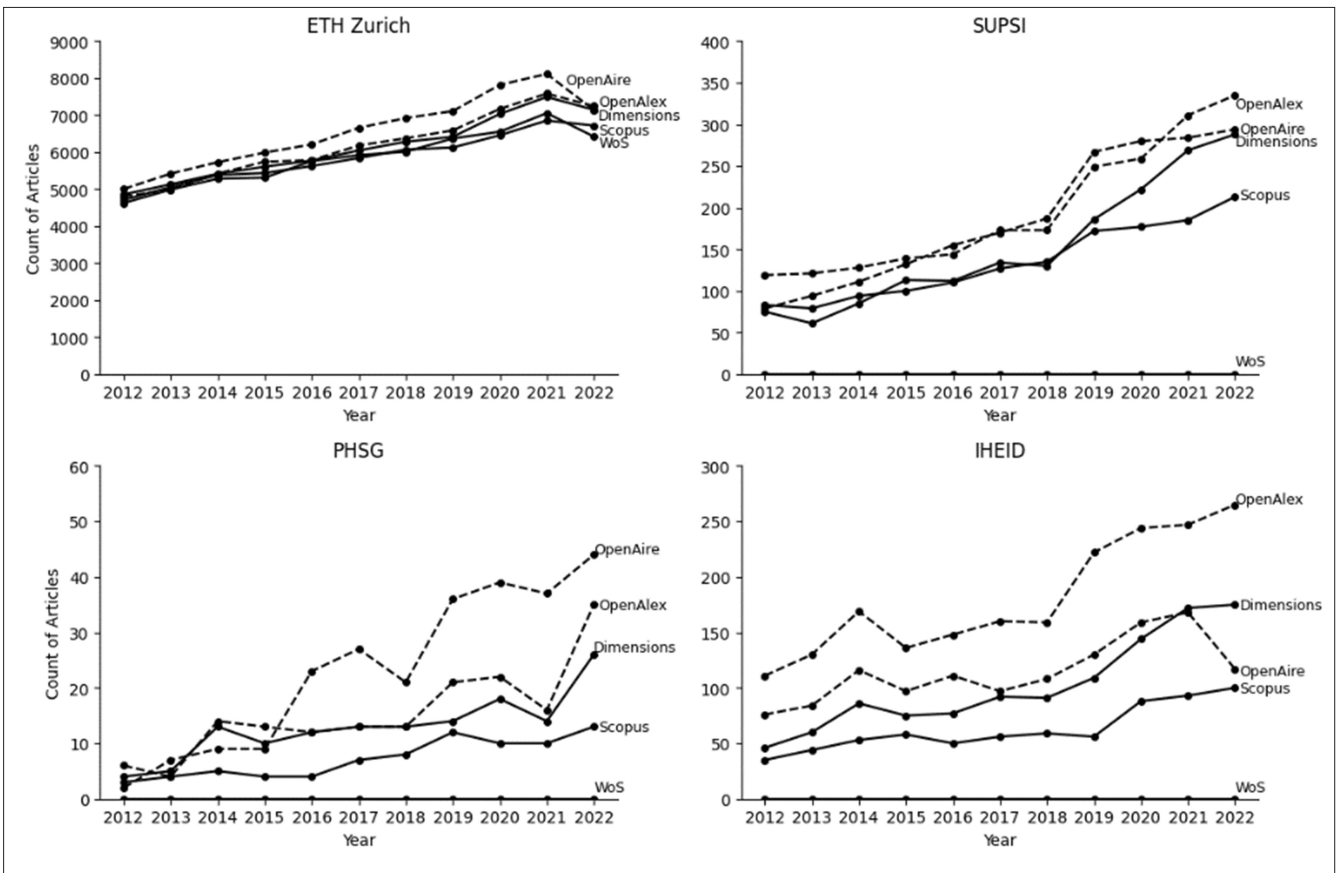 ETH Zurich
9000
8000
7000
6000
5000
4000
3000
2000
1000
0
Count of Articles
OpenAire
OpenAlex
Dimensions
Scopus
WoS
2012 2013 2014 2015 2016 2017 2018 2019 2020 2021 2022
Year
SUPSI
400
350
300
250
200
150
100
50
0
OpenAlex
OpenAire
Dimensions
Scopus
WoS
2012 2013 2014 2015 2016 2017 2018 2019 2020 2021 2022
Year
PHSG
60
50
40
30
20
10
0
Count of Articles
OpenAire
OpenAlex
Dimensions
Scopus
WoS
2012 2013 2014 2015 2016 2017 2018 2019 2020 2021 2022
Year
IHEID
300
250
200
150
100
50
0
OpenAlex
Dimensions
OpenAire
Scopus
WoS
2012 2013 2014 2015 2016 2017 2018 2019 2020 2021 2022
Year